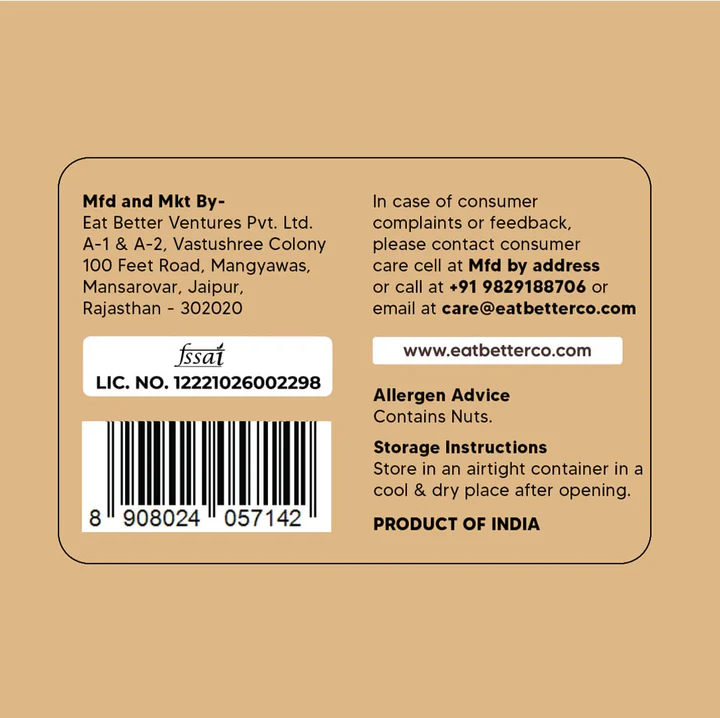 Mfd and Mkt By-
Eat Better Ventures Pvt. Ltd.
A-1 & A-2, Vastushree Colony
100 Feet Road, Mangyawas,
Mansarovar, Jaipur,
Rajasthan - 302020
fssai
LIC. NO. 12221026002298
8 908024 057142
In case of consumer
complaints or feedback,
please contact consumer
care cell at Mfd by address
or call at +91 9829188706 or
email at care@eatbetterco.com
www.eatbetterco.com
Allergen Advice
Contains Nuts.
Storage Instructions
Store in an airtight container in a
cool & dry place after opening.
PRODUCT OF INDIA